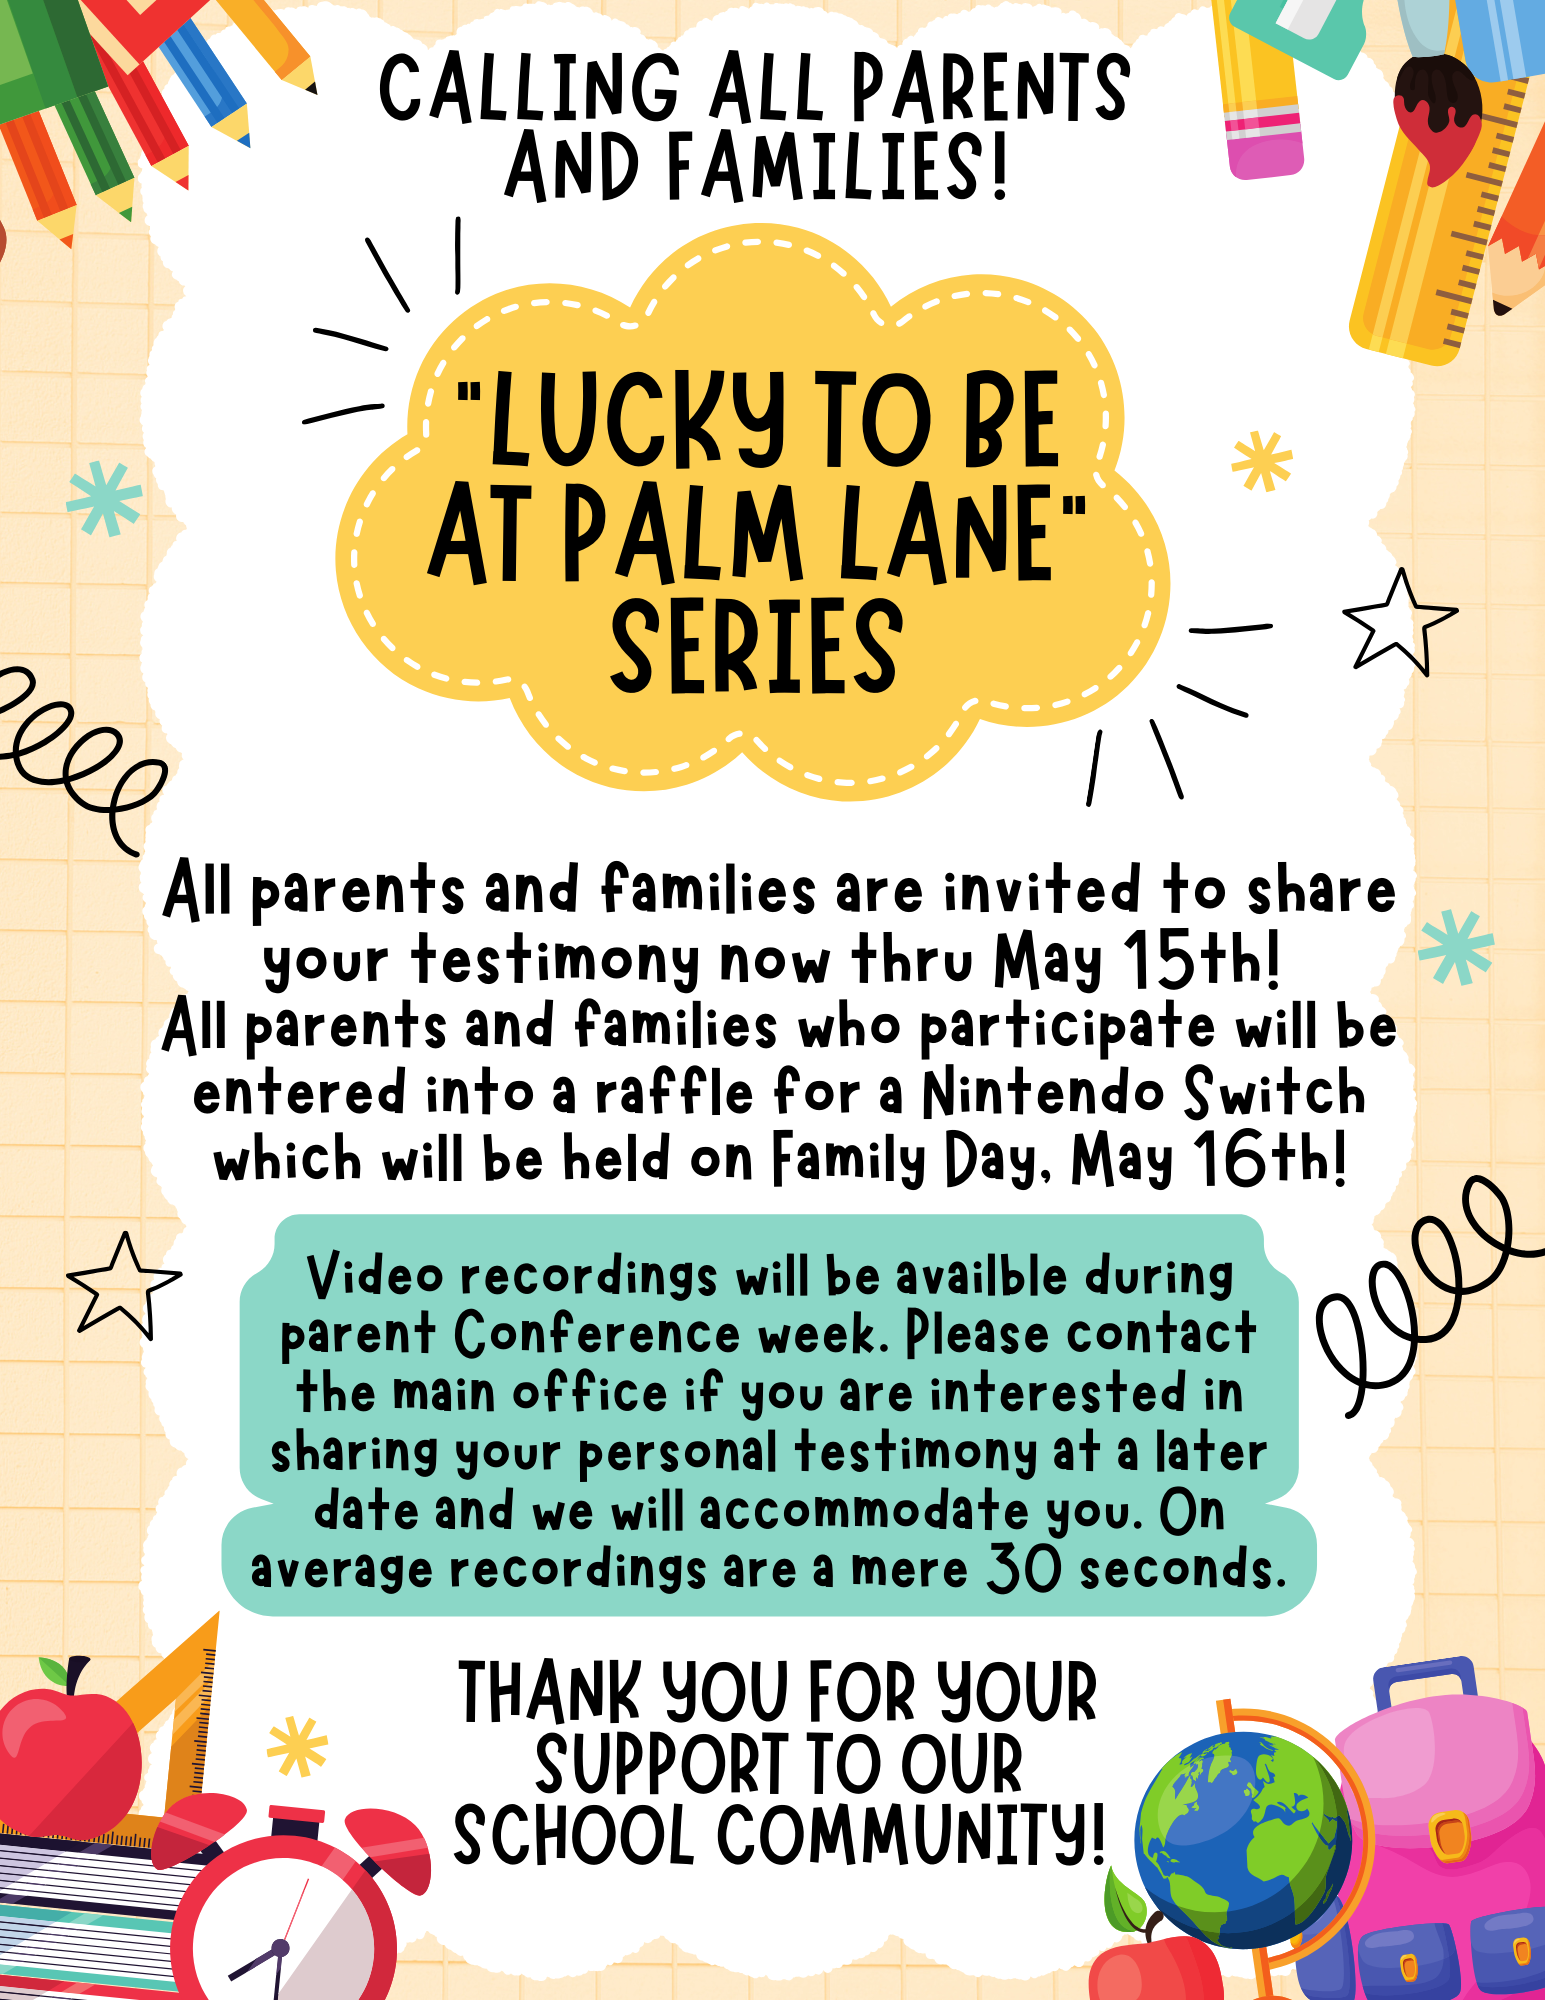 CALLING ALL PARENTS
AND FAMILIES!
"LUCKY TO BE
AT PALM LANE"
SERIES
All parents and families are invited to share
your testimony now thru May 15th!
All parents and families who participate will be
entered into a raffle for a Nintendo Switch
which will be held on Family Day, May 16th!
Video recordings will be availble during
parent Conference week. Please contact
the main office if you are interested in
sharing your personal testimony at a later
date and we will accommodate you. On
average recordings are a mere 30 seconds.
THANK YOU FOR YOUR
SUPPORT TO OUR
SCHOOL COMMUNITY!